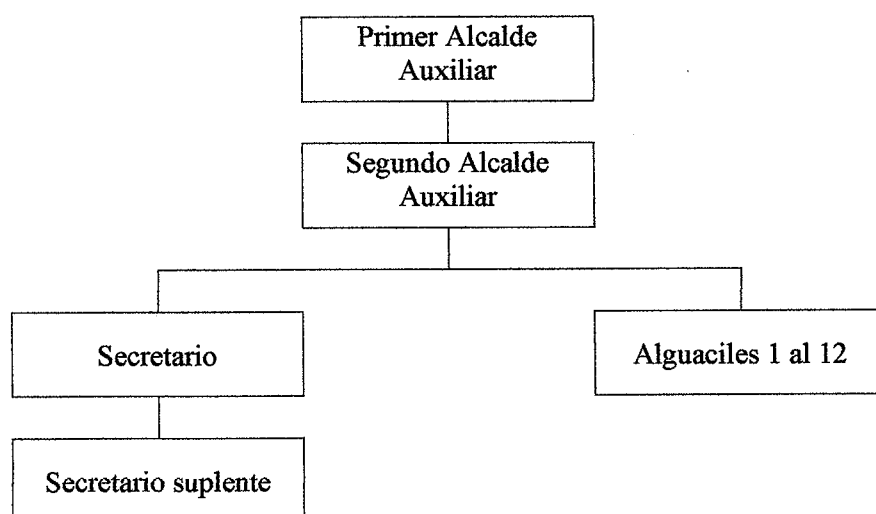 Primer Alcalde
Auxiliar
Segundo Alcalde
Auxiliar
Secretario
Alguaciles 1 al 12
Secretario suplente